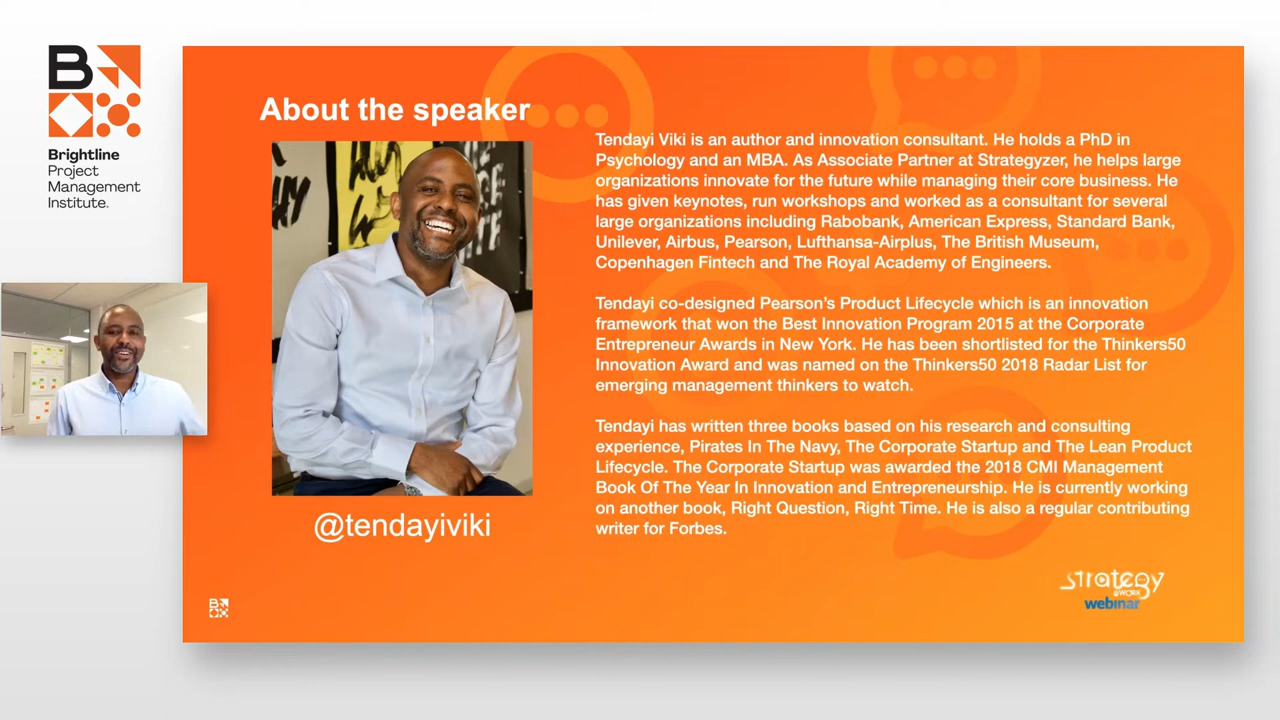 B
Brightline
Project
Management
Institute.
About the speaker
@tendayiviki
Tendayi Viki is an author and innovation consultant. He holds a PhD in
Psychology and an MBA. As Associate Partner at Strategyzer, he helps large
organizations innovate for the future while managing their core business. He
has given keynotes, run workshops and worked as a consultant for several
large organizations including Rabobank, American Express, Standard Bank,
Unilever, Airbus, Pearson, Lufthansa-Airplus, The British Museum,
Copenhagen Fintech and The Royal Academy of Engineers.
Tendayi co-designed Pearson’s Product Lifecycle which is an innovation
framework that won the Best Innovation Program 2015 at the Corporate
Entrepreneur Awards in New York. He has been shortlisted for the Thinkers50
Innovation Award and was named on the Thinkers50 2018 Radar List for
emerging management thinkers to watch.
Tendayi has written three books based on his research and consulting
experience, Pirates In The Navy, The Corporate Startup and The Lean Product
Lifecycle. The Corporate Startup was awarded the 2018 CMI Management
Book Of The Year In Innovation and Entrepreneurship. He is currently working
on another book, Right Question, Right Time. He is also a regular contributing
writer for Forbes.
strategy
@WORK
webinar